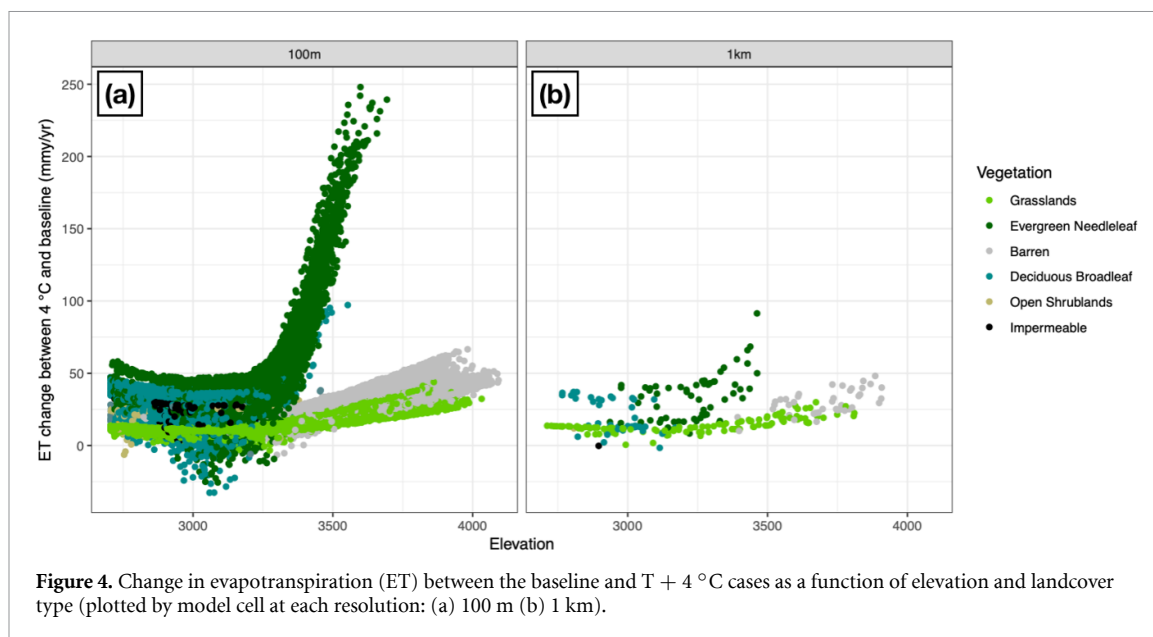 100m
1km
(a)
(b)
ET change between 4 °C and baseline (mmy/yr)
250
200
150
100
50
0
3000
3500
4000
3000
3500
4000
Elevation
Vegetation
Grasslands
Evergreen Needleleaf
Barren
Deciduous Broadleaf
Open Shrublands
Impermeable
Figure 4. Change in evapotranspiration (ET) between the baseline and T + 4 °C cases as a function of elevation and landcover
type (plotted by model cell at each resolution: (a) 100 m (b) 1 km).